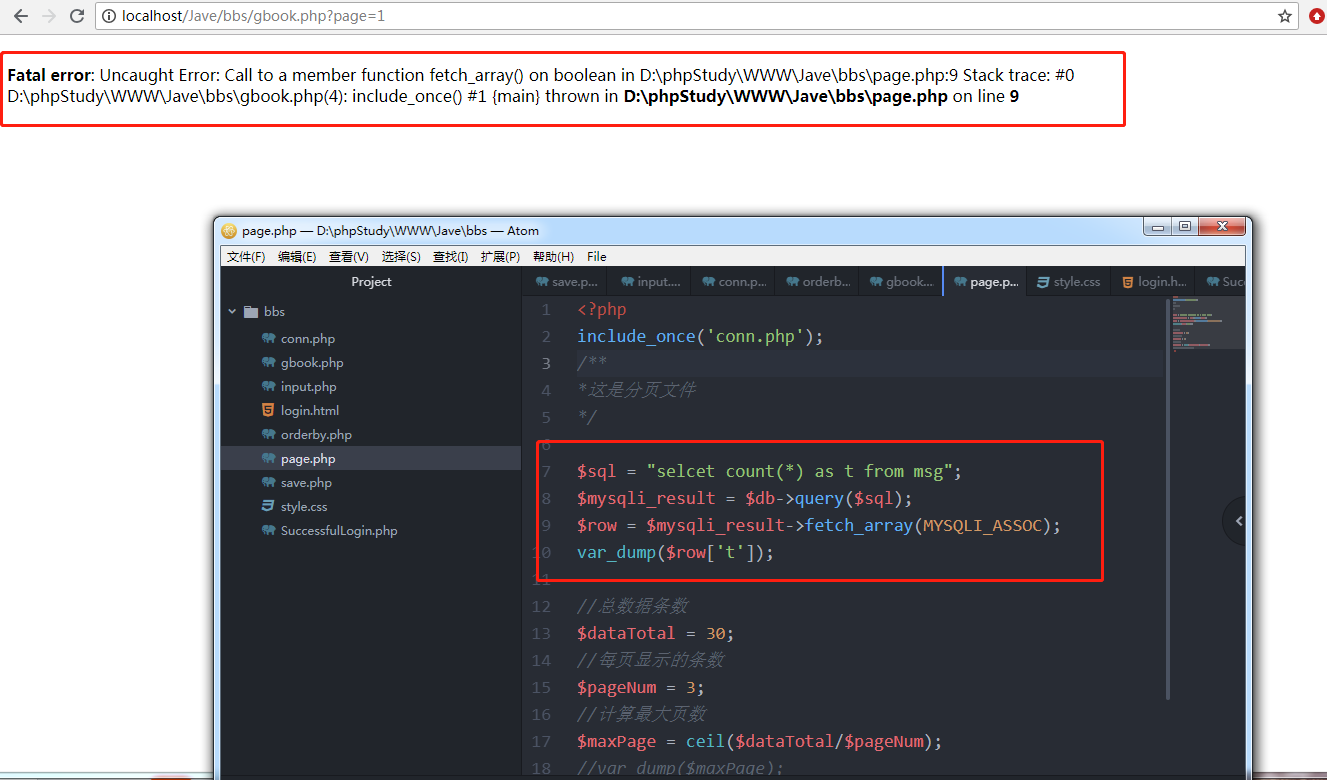 localhost/Jave/bbs/gbook.php?page=1
Fatal error: Uncaught Error: Call to a member function fetch_array() on boolean in D:\phpStudy\WWW\Jave\bbs\page.php:9 Stack trace: #0
D:\phpStudy\WWW\Jave\bbs\gbook.php(4): include_once() #1 {main} thrown in D:\phpStudy\WWW\Jave\bbs\page.php on line 9
page.php — D:\phpStudy\WWW\Jave\bbs — Atom
文件(F) 编辑(E) 查看(V) 选择(S) 查找(I) 扩展(P) 帮助(H) File
Project
save.p... input.... conn.p... orderb... gbook.... page.p... style.css login.h... Suc
bbs
conn.php
gbook.php
input.php
login.html
orderby.php
page.php
save.php
style.css
SuccessfulLogin.php
1 <?php
2 include_once('conn.php');
3 /**
4 *这是分页文件
5 */
6
7 $sql = "selcet count(*) as t from msg";
8 $mysqli_result = $db->query($sql);
9 $row = $mysqli_result->fetch_array(MYSQLI_ASSOC);
10 var_dump($row['t']);
11
12 //总数据条数
13 $dataTotal = 30;
14 //每页显示的条数
15 $pageNum = 3;
16 //计算最大页数
17 $maxPage = ceil($dataTotal/$pageNum);
18 //var_dump($maxPage);